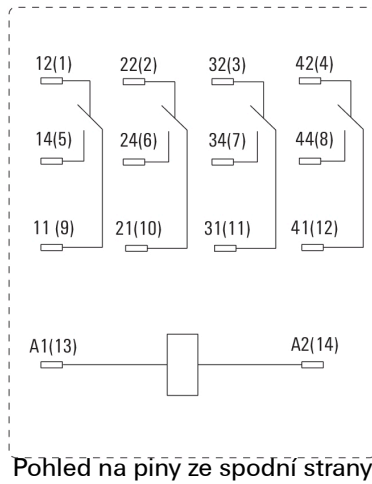 12(1) 22(2) 32(3) 42(4)
14(5) 24(6) 34(7) 44(8)
11 (9) 21(10) 31(11) 41(12)
A1(13) A2(14)
Pohled na piny ze spodní strany